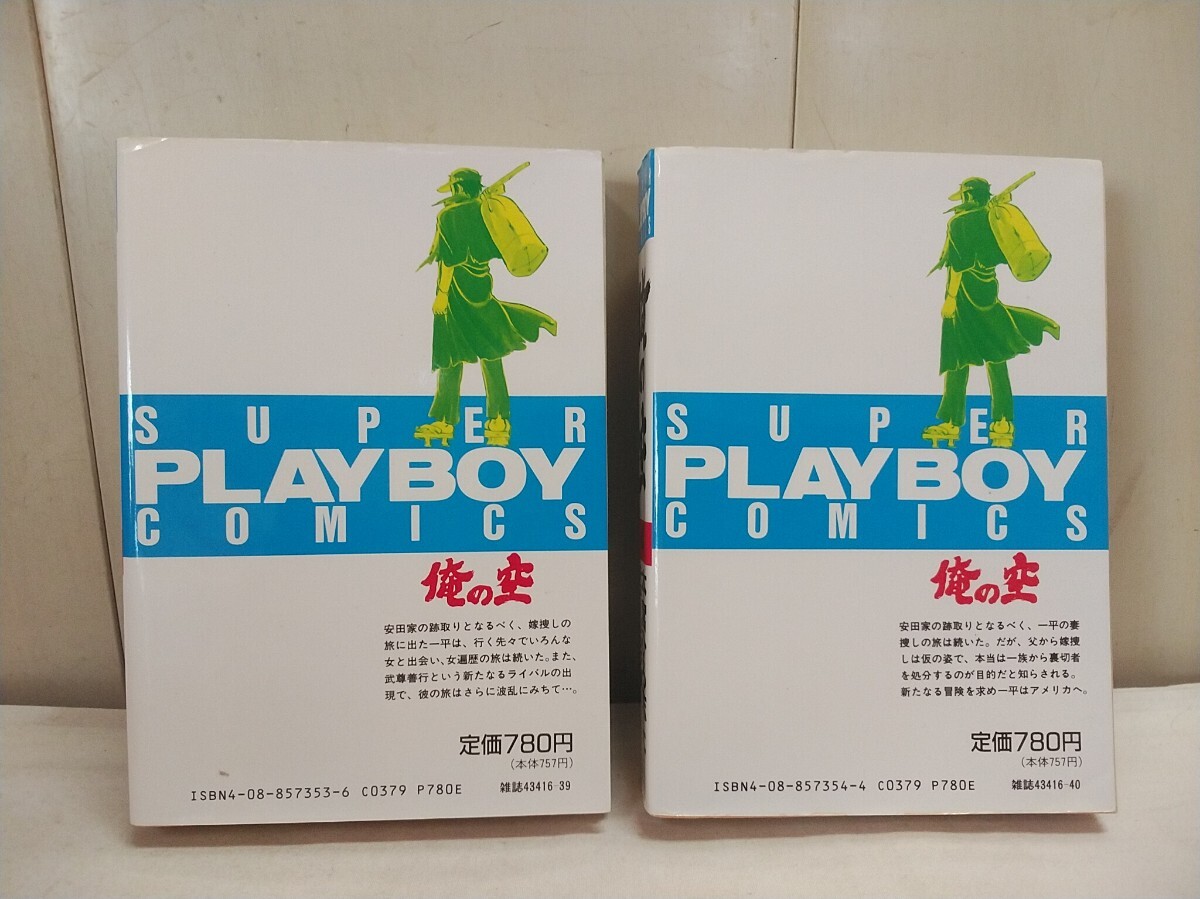 SUPER
PLAYBOY
COMICS
俺の空
安田家の跡取りとなるべく、嫁捜しの
旅に出た一平は、行く先々でいろんな
女と出会い、女遍歴の旅は続いた。また、
武尊善行という新たなるライバルの出
現で、彼の旅はさらに波乱にみちて…。
定価780円
(本体757円)
ISBN4-08-857353-6 C0379 P780E 雑誌43416-39
SUPER
PLAYBOY
COMICS
俺の空
安田家の跡取りとなるべく、一平の妻
捜しの旅は続いた。だが、父から嫁捜
しは仮の姿で、本当は一族から裏切者
を処分するのが目的だと知らされる。
新たなる冒険を求め一平はアメリカへ。
定価780円
(本体757円)
ISBN4-08-857354-4 C0379 P780E 雑誌43416-40